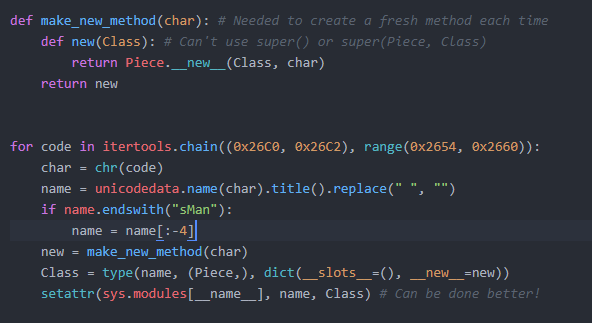 def make_new_method(char): # Needed to create a fresh method each time
    def new(Class): # Can't use super() or super(Piece, Class)
        return Piece.__new__(Class, char)
    return new
for code in itertools.chain((0x26C0, 0x26C2), range(0x2654, 0x2660)):
    char = chr(code)
    name = unicodedata.name(char).title().replace(" ", "")
    if name.endswith("sMan"):
        name = name[:-4]
    new = make_new_method(char)
    Class = type(name, (Piece,), dict(__slots__=(), __new__=new))
    setattr(sys.modules[__name__], name, Class) # Can be done better!